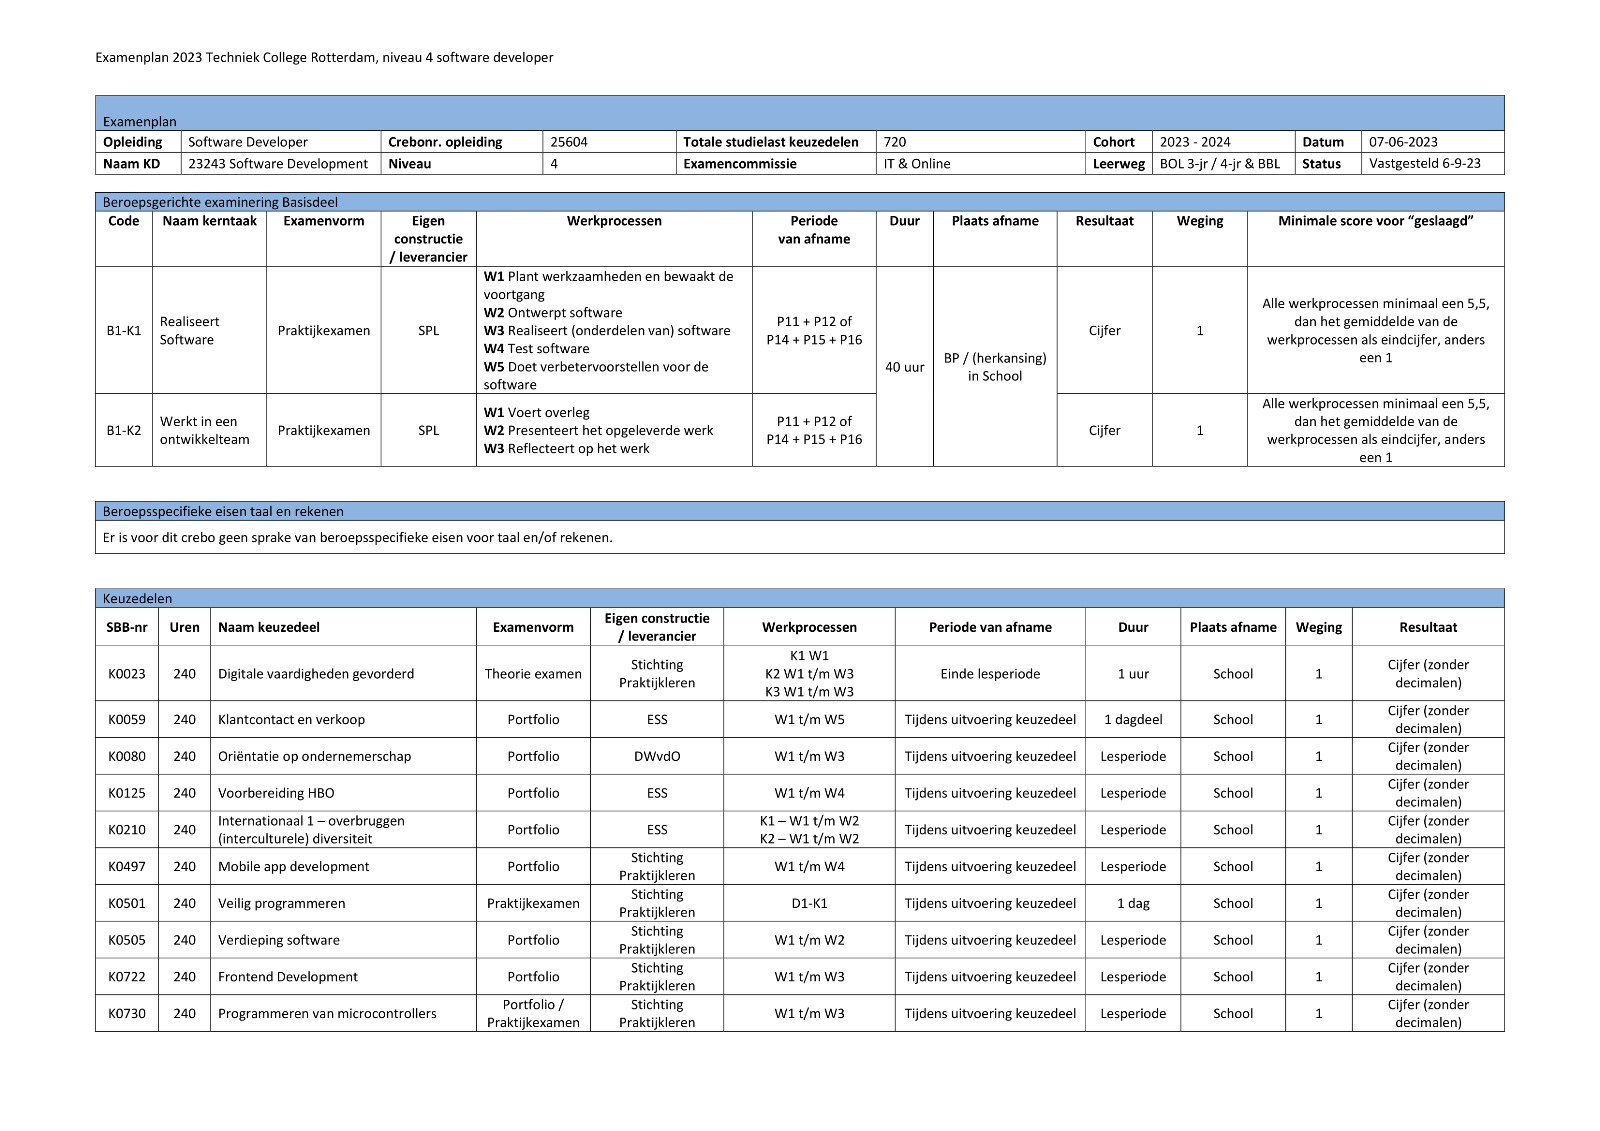 Examenplan 2023 Techniek College Rotterdam, niveau 4 software developer
Examenplan
Opleiding Software Developer Crebonr. opleiding 25604 Totale studielast keuzedelen 720 Cohort 2023 - 2024 Datum 07-06-2023
Naam KD 23243 Software Development Niveau 4 Examencommissie IT & Online Leerweg BOL 3-jr / 4-jr & BBL Status Vastgesteld 6-9-23
Beroepsgerichte examinering Basisdeel
Code Naam kerntaak Examenvorm Eigen constructie / leverancier Werkprocessen Periode van afname Duur Plaats afname Resultaat Weging Minimale score voor “geslaagd”
B1-K1
Realiseert
Software
Praktijkexamen
SPL
W1 Plant werkzaamheden en bewaakt de
voortgang
W2 Ontwerpt software
W3 Realiseert (onderdelen van) software
W4 Test software
W5 Doet verbetervoorstellen voor de
software
P11 + P12 of
P14 + P15 + P16
40 uur
BP / (herkansing)
in School
Cijfer
1
Alle werkprocessen minimaal een 5,5,
dan het gemiddelde van de
werkprocessen als eindcijfer, anders
een 1
B1-K2
Werkt in een
ontwikkelteam
Praktijkexamen
SPL
W1 Voert overleg
W2 Presenteert het opgeleverde werk
W3 Reflecteert op het werk
P11 + P12 of
P14 + P15 + P16
Cijfer
1
Alle werkprocessen minimaal een 5,5,
dan het gemiddelde van de
werkprocessen als eindcijfer, anders
een 1
Beroepsspecifieke eisen taal en rekenen
Er is voor dit crebo geen sprake van beroepsspecifieke eisen voor taal en/of rekenen.
Keuzedelen
SBB-nr Uren Naam keuzedeel Examenvorm Eigen constructie / leverancier Werkprocessen Periode van afname Duur Plaats afname Weging Resultaat
K0023 240 Digitale vaardigheden gevorderd Theorie examen Stichting Praktijkleren K1 W1 K2 W1 t/m W3 K3 W1 t/m W3 Einde lesperiode 1 uur School 1 Cijfer (zonder decimalen)
K0059 240 Klantcontact en verkoop Portfolio ESS W1 t/m W5 Tijdens uitvoering keuzedeel 1 dagdeel School 1 Cijfer (zonder decimalen)
K0080 240 Oriëntatie op ondernemerschap Portfolio DWvdO W1 t/m W3 Tijdens uitvoering keuzedeel Lesperiode School 1 Cijfer (zonder decimalen)
K0125 240 Voorbereiding HBO Portfolio ESS W1 t/m W4 Tijdens uitvoering keuzedeel Lesperiode School 1 Cijfer (zonder decimalen)
K0210 240 Internationaal 1 – overbruggen (interculturele) diversiteit Portfolio ESS K1 – W1 t/m W2 K2 – W1 t/m W2 Tijdens uitvoering keuzedeel Lesperiode School 1 Cijfer (zonder decimalen)
K0497 240 Mobile app development Portfolio Stichting Praktijkleren W1 t/m W4 Tijdens uitvoering keuzedeel Lesperiode School 1 Cijfer (zonder decimalen)
K0501 240 Veilig programmeren Praktijkexamen Stichting Praktijkleren D1-K1 Tijdens uitvoering keuzedeel 1 dag School 1 Cijfer (zonder decimalen)
K0505 240 Verdieping software Portfolio Stichting Praktijkleren W1 t/m W2 Tijdens uitvoering keuzedeel Lesperiode School 1 Cijfer (zonder decimalen)
K0722 240 Frontend Development Portfolio Stichting Praktijkleren W1 t/m W3 Tijdens uitvoering keuzedeel Lesperiode School 1 Cijfer (zonder decimalen)
K0730 240 Programmeren van microcontrollers Portfolio / Praktijkexamen Stichting Praktijkleren W1 t/m W3 Tijdens uitvoering keuzedeel Lesperiode School 1 Cijfer (zonder decimalen)